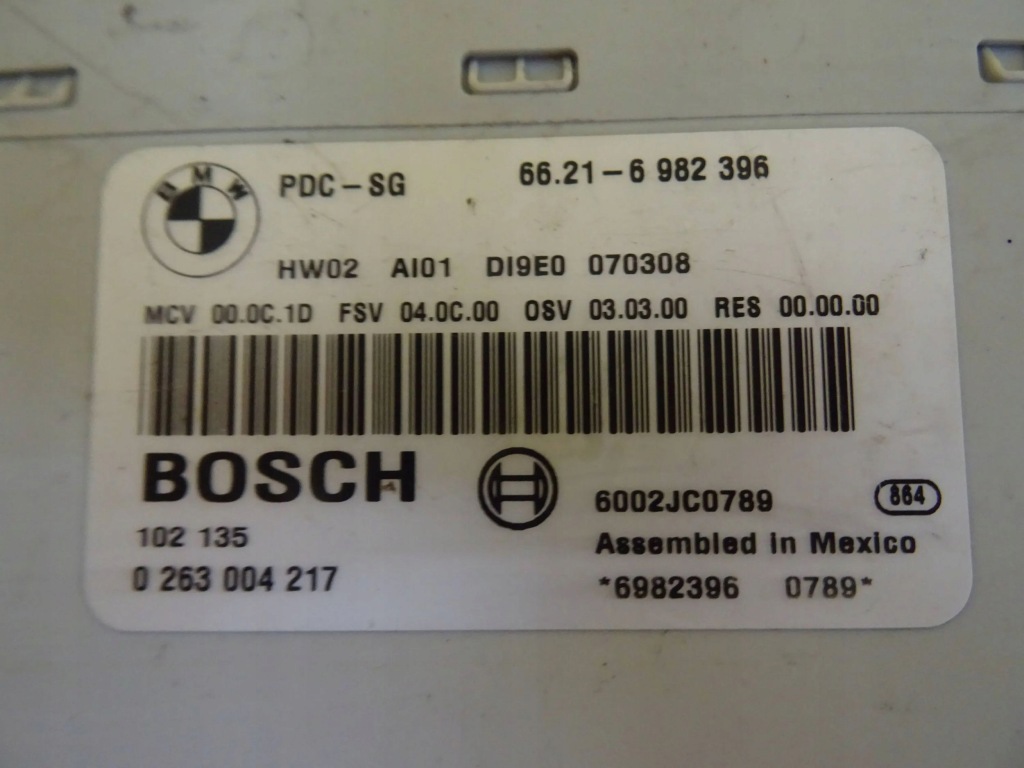 BMW
PDC-SG 66.21-6 982 396
HW02 AI01 DI9E0 070308
MCV 00.0C.1D FSV 04.0C.00 OSV 03.03.00 RES 00.00.00
BOSCH
6002JC0789 864
102 135 Assembled in Mexico
0 263 004 217 *6982396 0789*